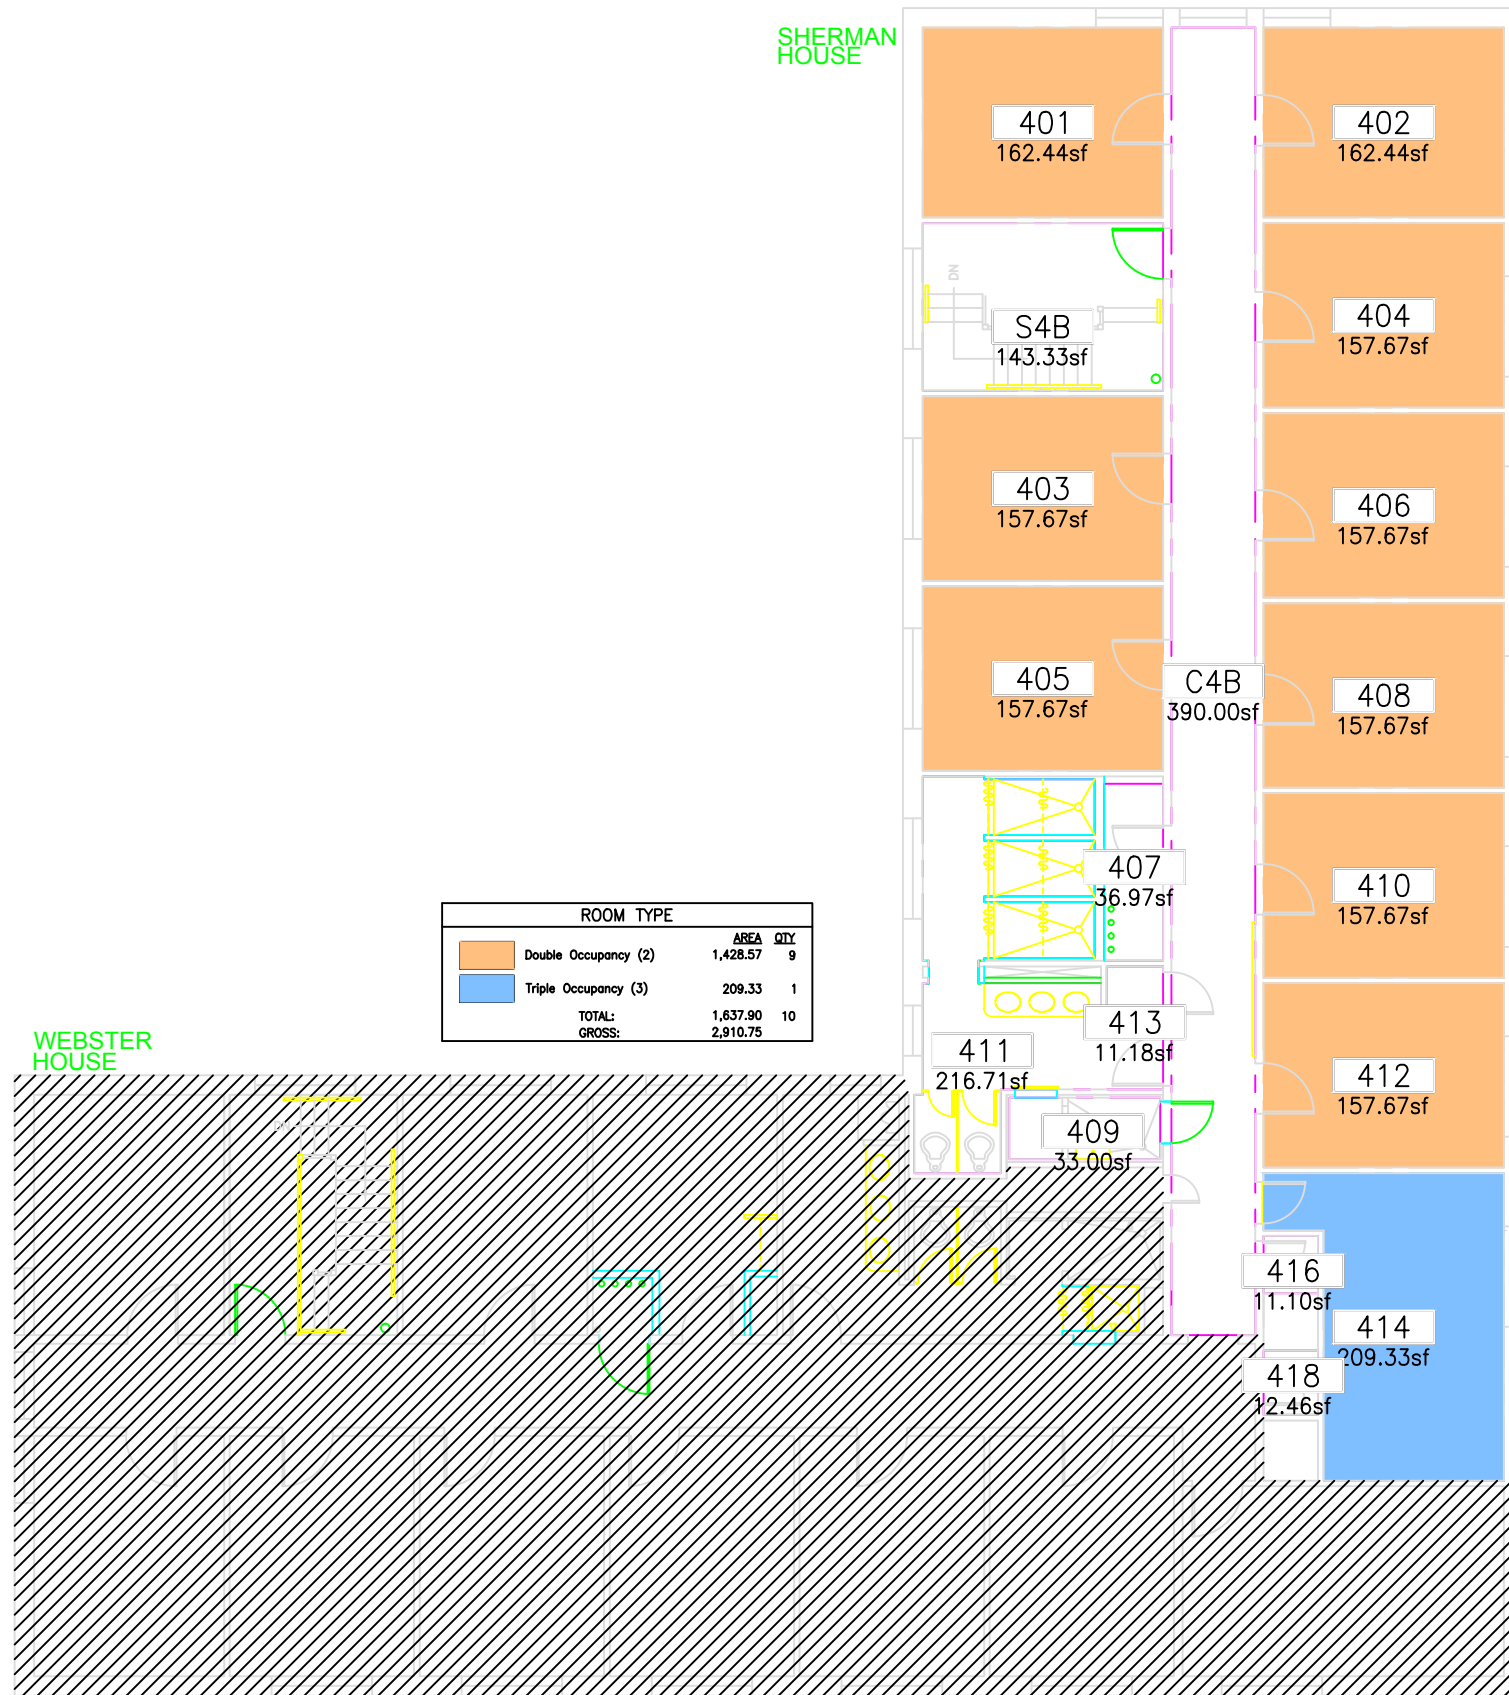 SHERMAN
HOUSE
401
162.44sf
402
162.44sf
DN
S4B
143.33sf
404
157.67sf
403
157.67sf
406
157.67sf
405
157.67sf
C4B
390.00sf
408
157.67sf
407
36.97sf
410
157.67sf
ROOM TYPE
AREA QTY
Double Occupancy (2) 1,428.57 9
Triple Occupancy (3) 209.33 1
TOTAL: 1,637.90 10
GROSS: 2,910.75
413
11.18sf
411
216.71sf
412
157.67sf
WEBSTER
HOUSE
DN
409
33.00sf
416
11.10sf
414
209.33sf
418
12.46sf